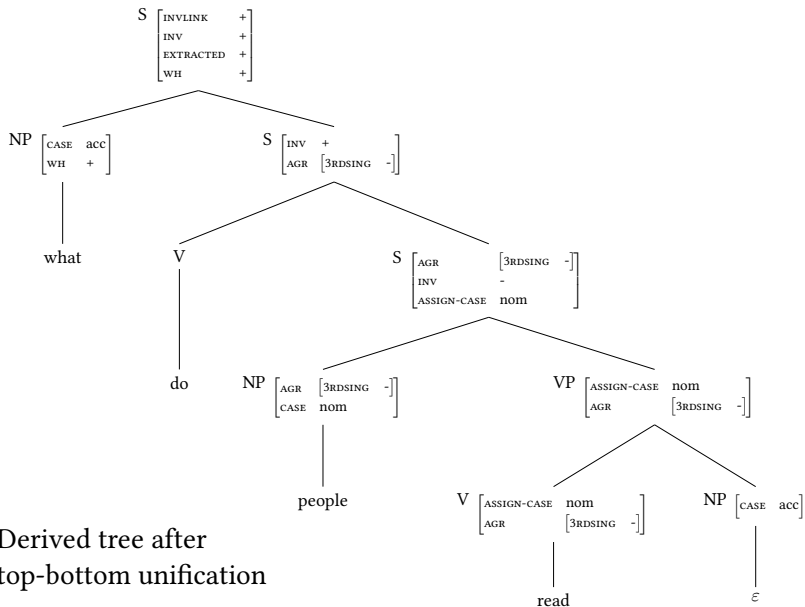 S [INVLINK +
INV +
EXTRACTED +
WH +]
NP [CASE acc
WH +]
S [INV +
AGR [3RDSING -]]
what
V
S [AGR [3RDSING -]
INV -
ASSIGN-CASE nom]
do
NP [AGR [3RDSING -]
CASE nom]
VP [ASSIGN-CASE nom
AGR [3RDSING -]]
people
V [ASSIGN-CASE nom
AGR [3RDSING -]]
NP [CASE acc]
read
ε
Derived tree after
top-bottom unification